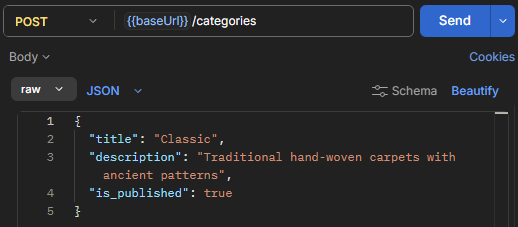 POST {{baseUrl}} /categories Send
Body Cookies
raw JSON Schema Beautify
1 {
2 "title": "Classic",
3 "description": "Traditional hand-woven carpets with
ancient patterns",
4 "is_published": true
5 }